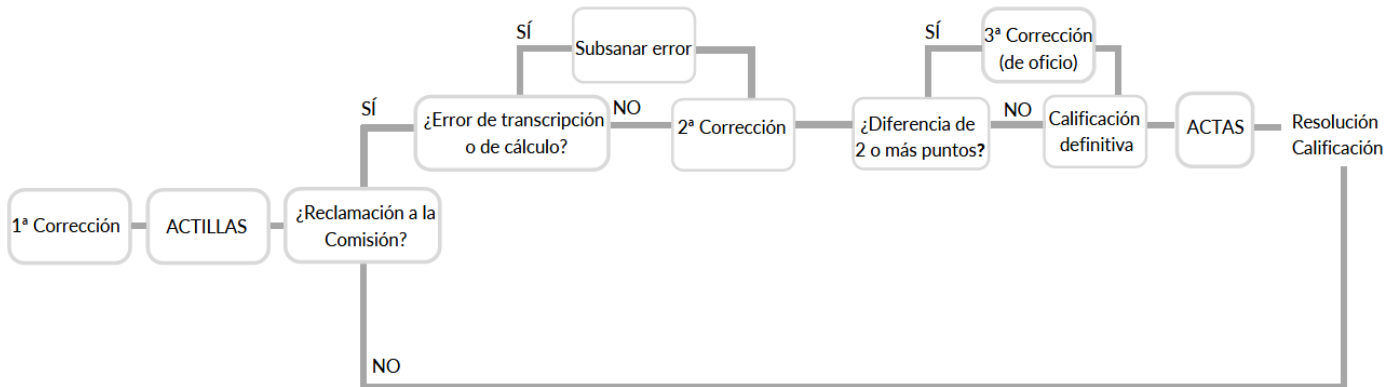 1ª Corrección
ACTILLAS
¿Reclamación a la
Comisión?
SÍ
¿Error de transcripción
o de cálculo?
SÍ
Subsanar error
NO
2ª Corrección
¿Diferencia de
2 o más puntos?
SÍ
3ª Corrección
(de oficio)
NO
Calificación
definitiva
ACTAS
Resolución
Calificación
NO